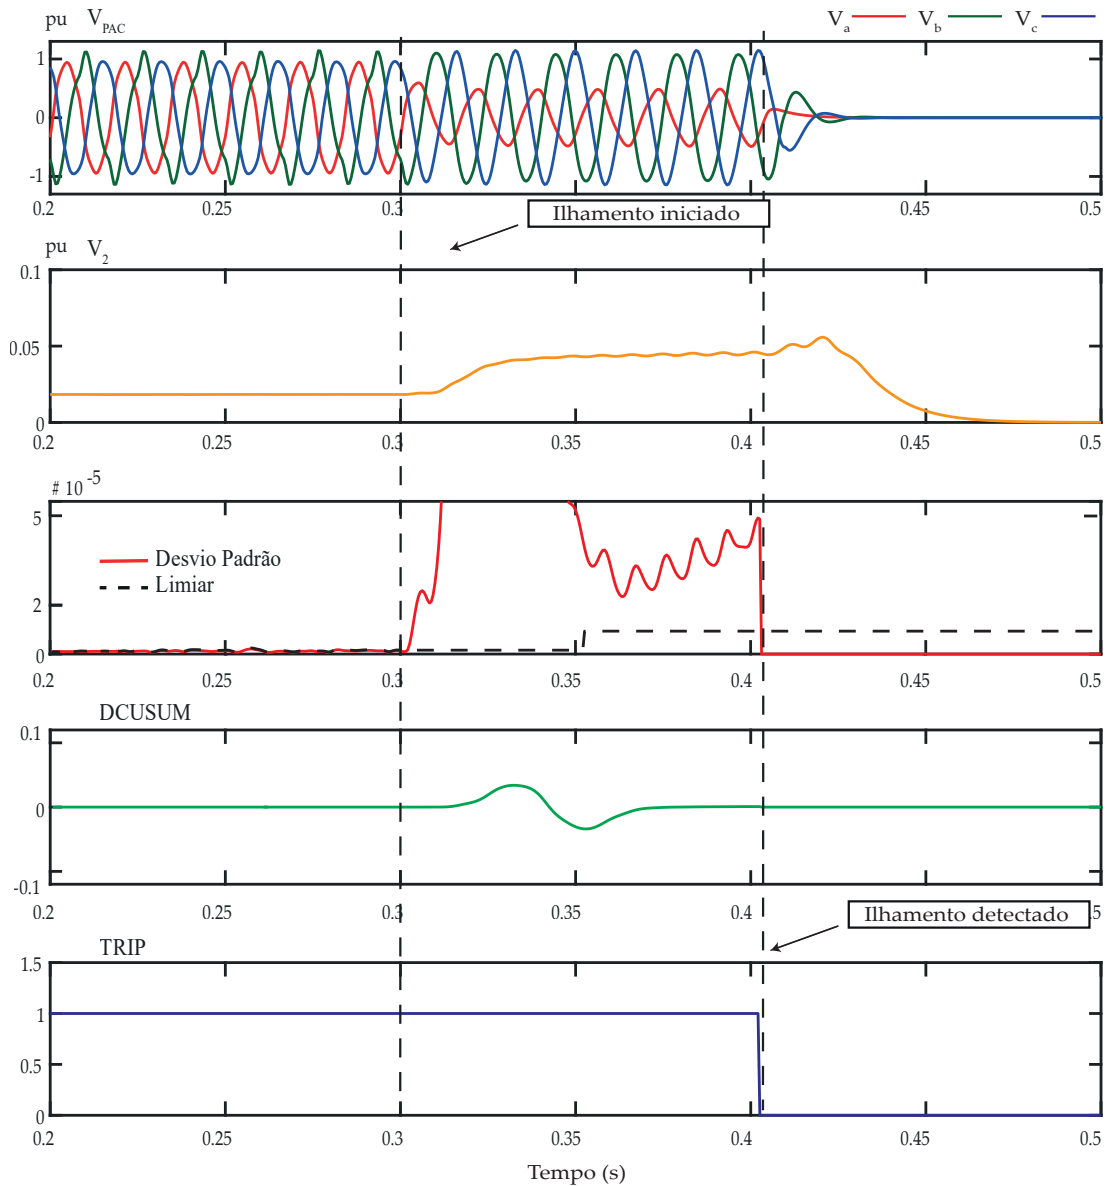 pu V_PAC V_a V_b V_c
1
0
-1
0.2 0.25 0.3 0.45 0.5
Ilhamento iniciado
pu V_2
0.1
0.05
0
0.2 0.25 0.3 0.35 0.4 0.45 0.5
# 10 -5
5
Desvio Padrão
Limiar
2
0
0.2 0.25 0.3 0.35 0.4 0.45 0.5
DCUSUM
0.1
0
-0.1
0.2 0.25 0.3 0.35 0.4 .5
Ilhamento detectado
TRIP
1.5
1
0.5
0
0.2 0.25 0.3 0.35 0.4 0.45 0.5
Tempo (s)